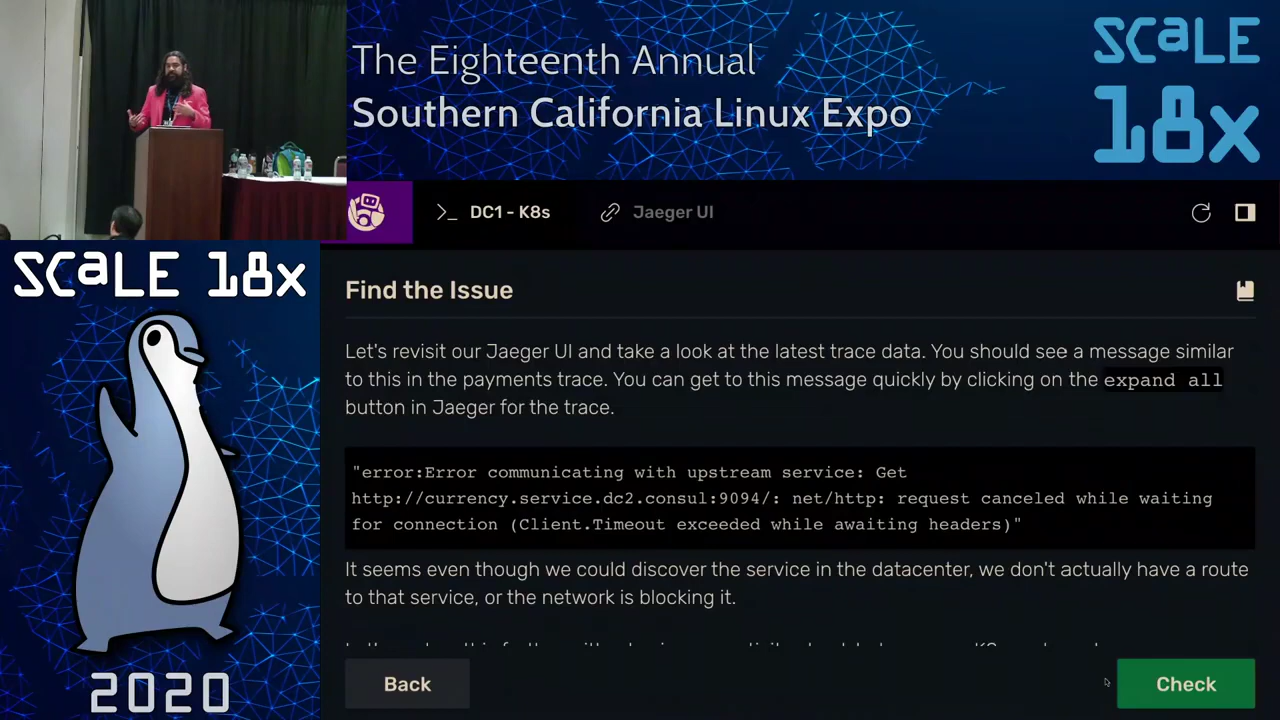 The Eighteenth Annual
Southern California Linux Expo
SCaLE
18x
DC1 - K8s
Jaeger UI
SCaLE 18x
2020
Find the Issue
Let's revisit our Jaeger UI and take a look at the latest trace data. You should see a message similar
to this in the payments trace. You can get to this message quickly by clicking on the expand all
button in Jaeger for the trace.
"error:Error communicating with upstream service: Get
http://currency.service.dc2.consul:9094/: net/http: request canceled while waiting
for connection (Client.Timeout exceeded while awaiting headers)"
It seems even though we could discover the service in the datacenter, we don't actually have a route
to that service, or the network is blocking it.
Back
Check